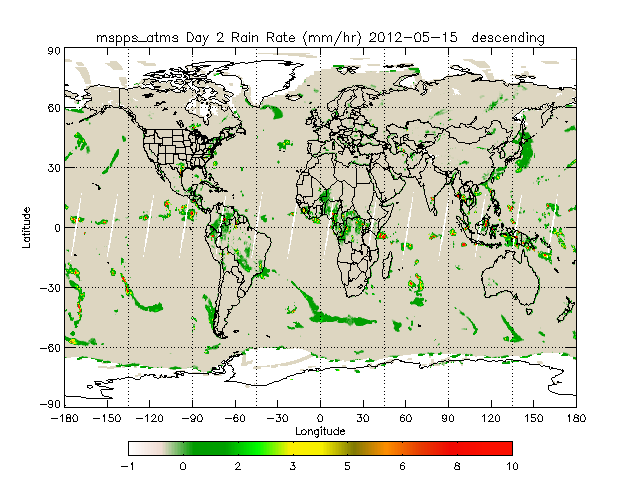 mspps_atms Day 2 Rain Rate (mm/hr) 2012-05-15 descending
90
60
30
0
-30
-60
-90
Latitude
-180 -150 -120 -90 -60 -30 0 30 60 90 120 150 180
Longitude
-1 0 2 3 5 6 8 10